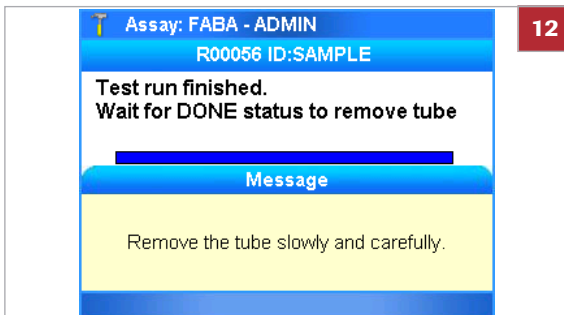 Assay: FABA - ADMIN
12
R00056 ID:SAMPLE
Test run finished.
Wait for DONE status to remove tube
Message
Remove the tube slowly and carefully.